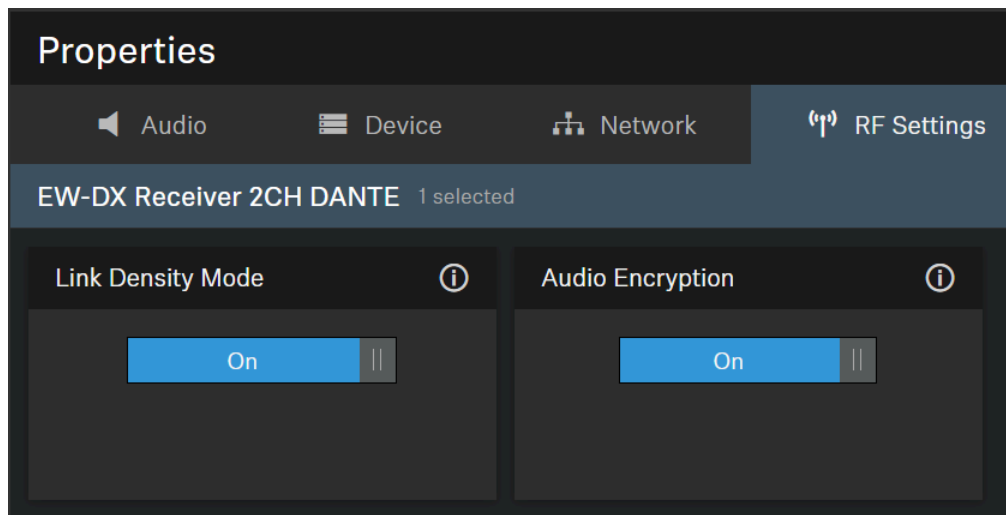 Properties
Audio Device Network RF Settings
EW-DX Receiver 2CH DANTE 1 selected
Link Density Mode Audio Encryption
On On